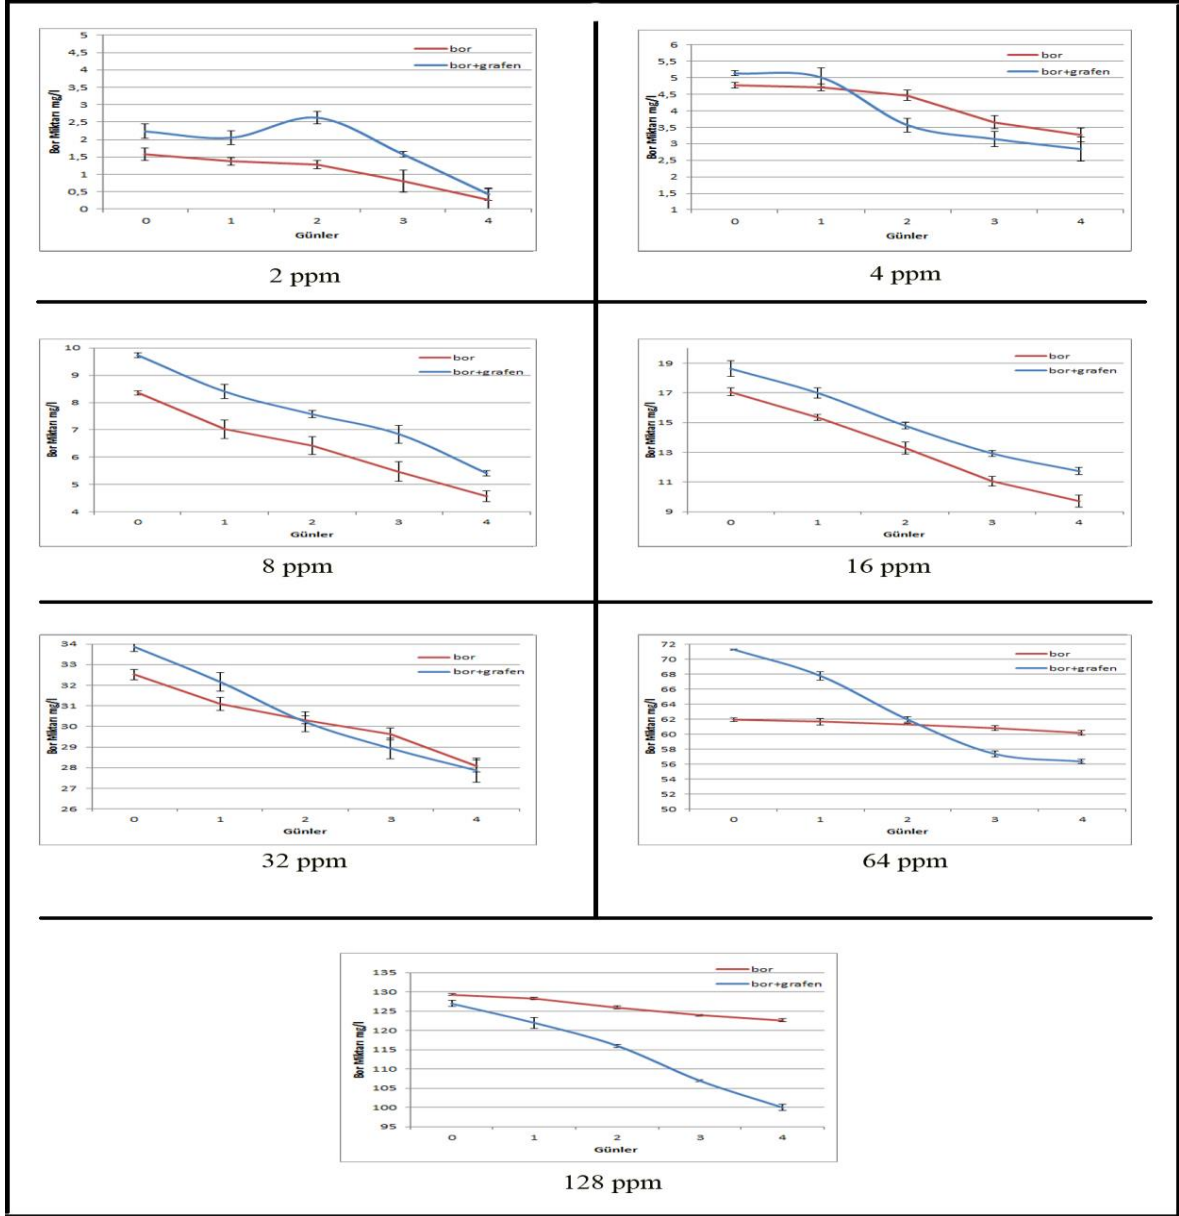 5
4,5
4
3,5
3
2,5
2
1,5
1
0,5
0
Bor Miktarı mg/l
bor
bor+grafen
0 1 2 3 4
Günler
2 ppm
6
5,5
5
4,5
4
3,5
3
2,5
2
1,5
1
Bor Miktarı mg/l
bor
bor+grafen
0 1 2 3 4
Günler
4 ppm
10
9
8
7
6
5
4
Bor Miktarı mg/l
bor
bor+grafen
0 1 2 3 4
Günler
8 ppm
19
17
15
13
11
9
Bor Miktarı mg/l
bor
bor+grafen
0 1 2 3 4
Günler
16 ppm
34
33
32
31
30
29
28
27
26
Bor Miktarı mg/l
bor
bor+grafen
0 1 2 3 4
Günler
32 ppm
72
70
68
66
64
62
60
58
56
54
52
50
Bor Miktarı mg/l
bor
bor+grafen
0 1 2 3 4
Günler
64 ppm
135
130
125
120
115
110
105
100
95
Bor Miktarı mg/l
bor
bor+grafen
0 1 2 3 4
Günler
128 ppm